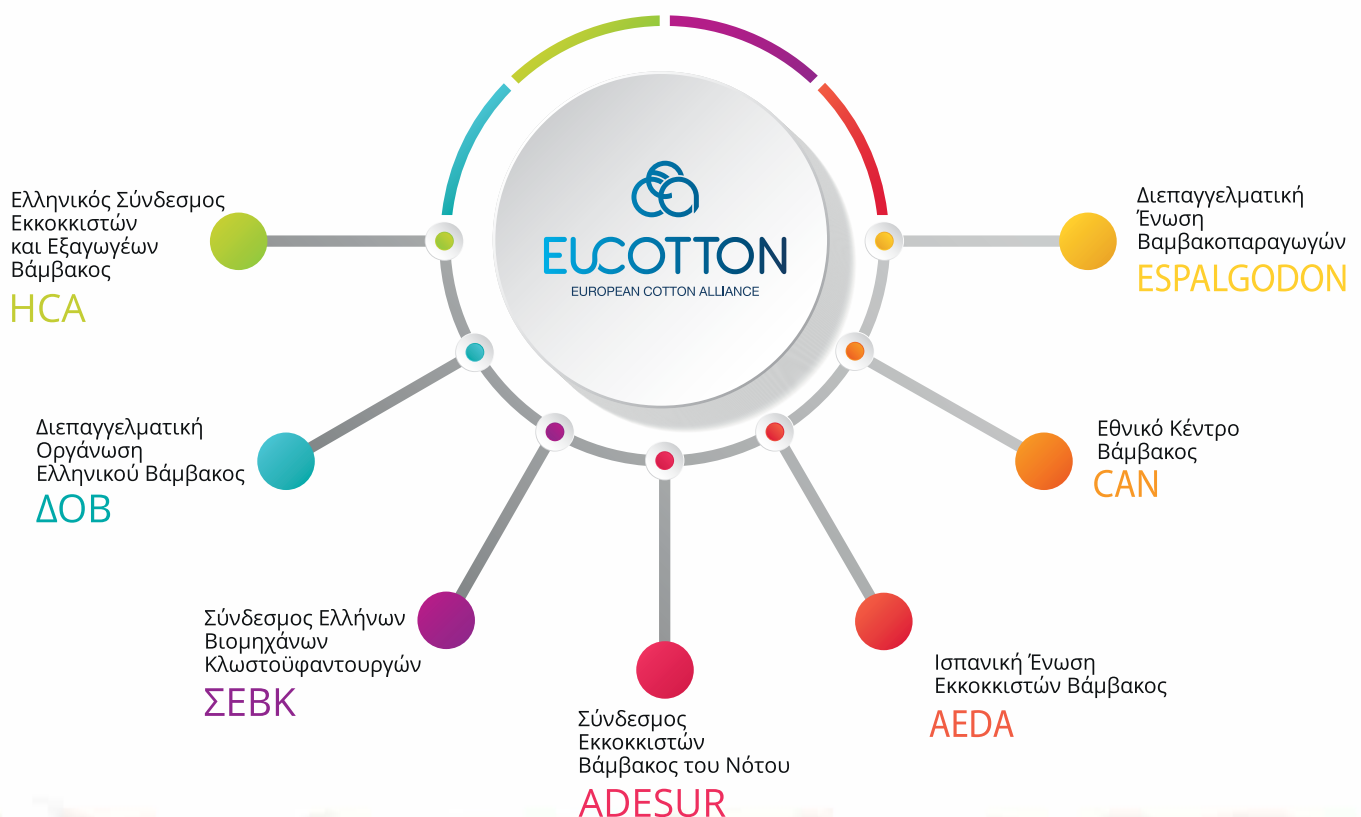 EUCOTTON
EUROPEAN COTTON ALLIANCE
Ελληνικός Σύνδεσμος
Εκκοκκιστών
και Εξαγωγέων
Βάμβακος
HCA
Διεπαγγελματική
Οργάνωση
Ελληνικού Βάμβακος
ΔΟΒ
Σύνδεσμος Ελλήνων
Βιομηχάνων
Κλωστοϋφαντουργών
ΣΕΒΚ
Σύνδεσμος
Εκκοκκιστών
Βάμβακος του Νότου
ADESUR
Ισπανική Ένωση
Εκκοκκιστών Βάμβακος
AEDA
Εθνικό Κέντρο
Βάμβακος
CAN
Διεπαγγελματική
Ένωση
Βαμβακοπαραγωγών
ESPALGODON